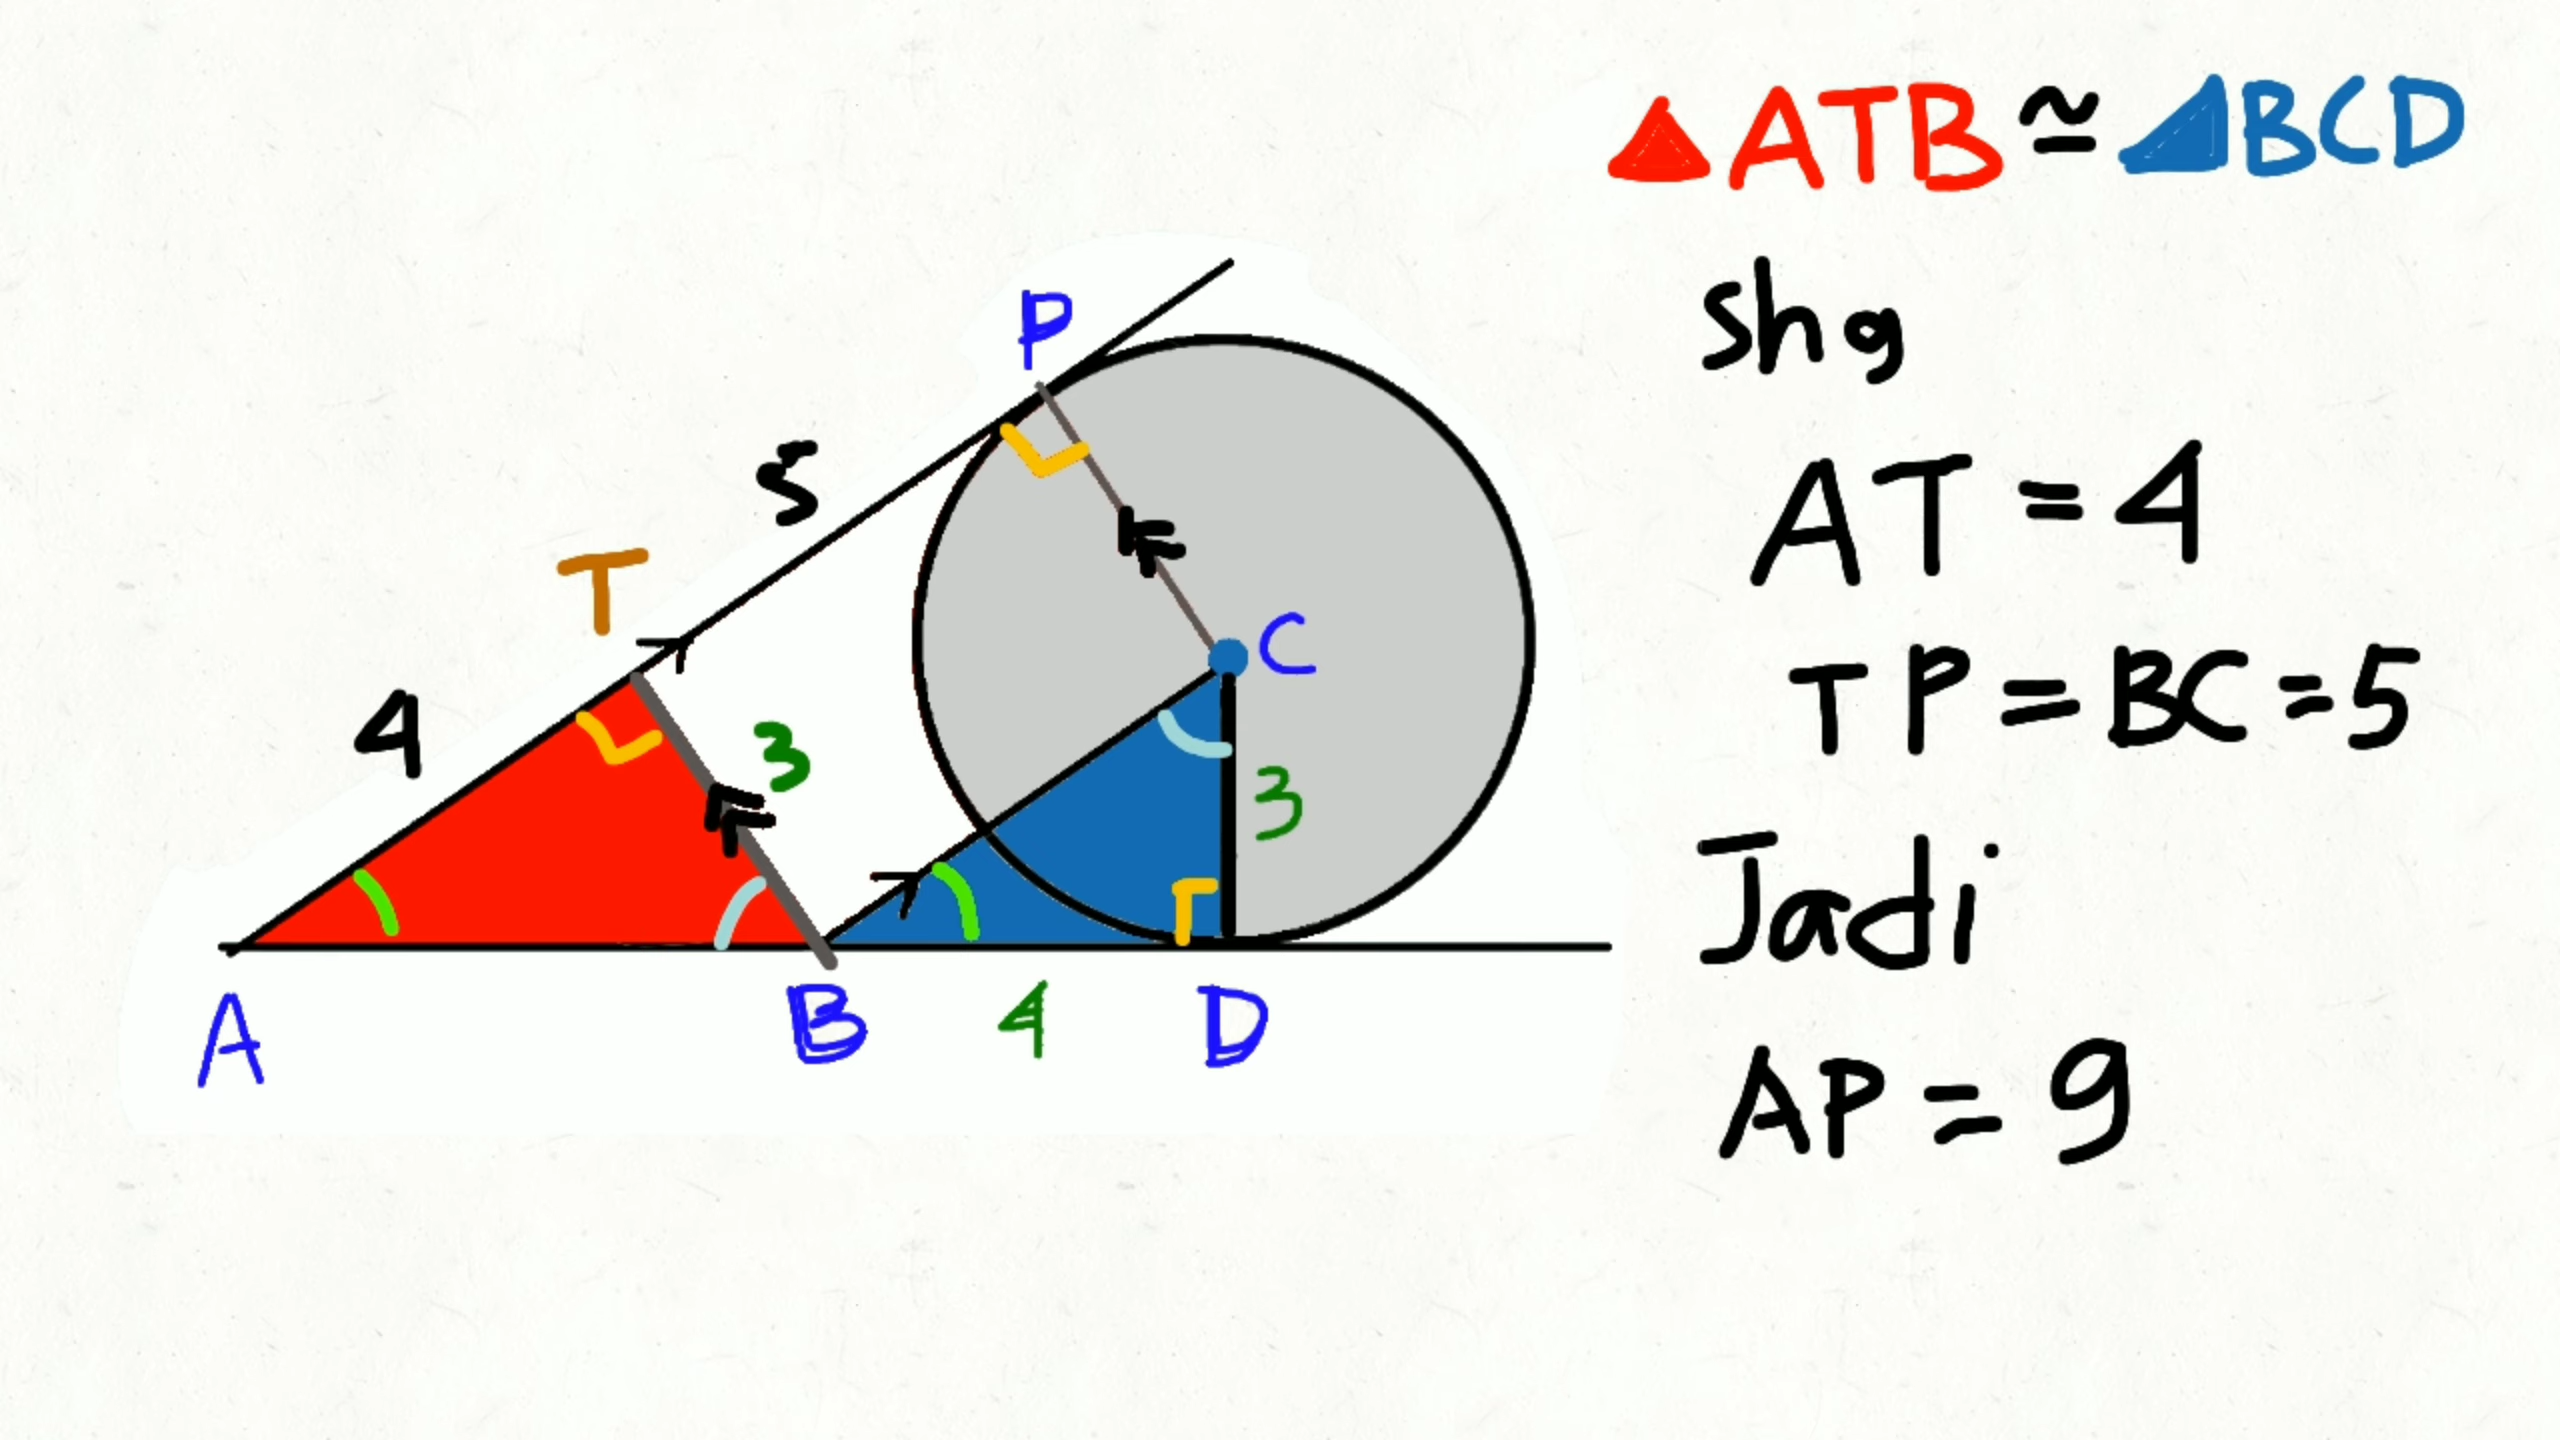 △ATB ≅ ◢BCD
shg
AT = 4
TP = BC = 5
Jadi
AP = 9
P
5
T
C
4
3
3
A
B
4
D